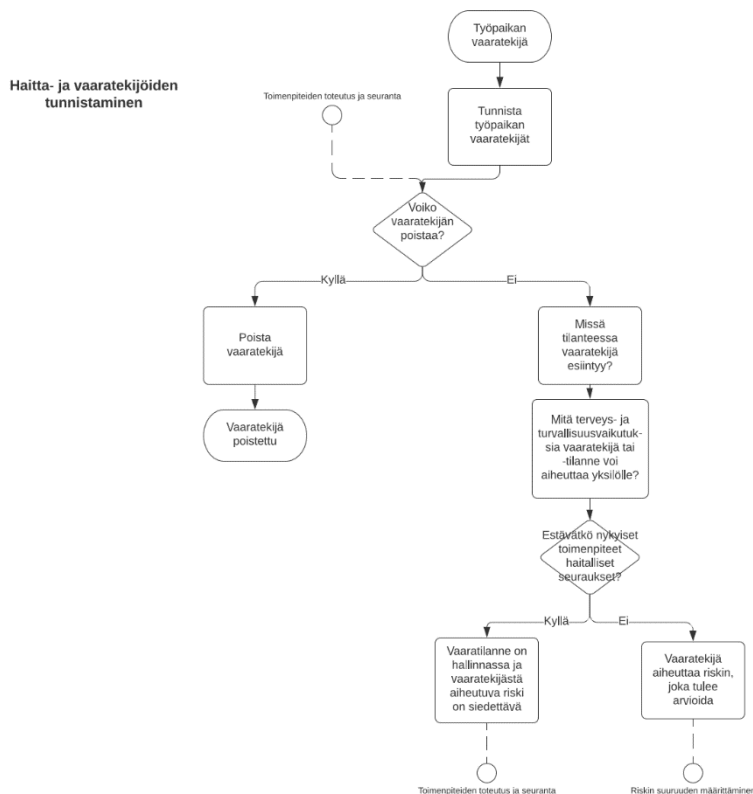 Haitta- ja vaaratekijöiden
tunnistaminen
Työpaikan
vaaratekijä
Toimenpiteiden toteutus ja seuranta
Tunnista
työpaikan
vaaratekijät
Voiko
vaaratekijän
poistaa?
Kyllä
Ei
Poista
vaaratekijä
Vaaratekijä
poistettu
Missä
tilanteessa
vaaratekijä
esiintyy?
Mitä terveys- ja
turvallisuusvaikutuk-
sia vaaratekijä tai
-tilanne voi
aiheuttaa yksilölle?
Estävätkö nykyiset
toimenpiteet
haitalliset
seuraukset?
Kyllä
Ei
Vaaratilanne on
hallinnassa ja
vaaratekijästä
aiheutuva riski
on siedettävä
Vaaratekijä
aiheuttaa riskin,
joka tulee
arvioida
Toimenpiteiden toteutus ja seuranta
Riskin suuruuden määrittäminen